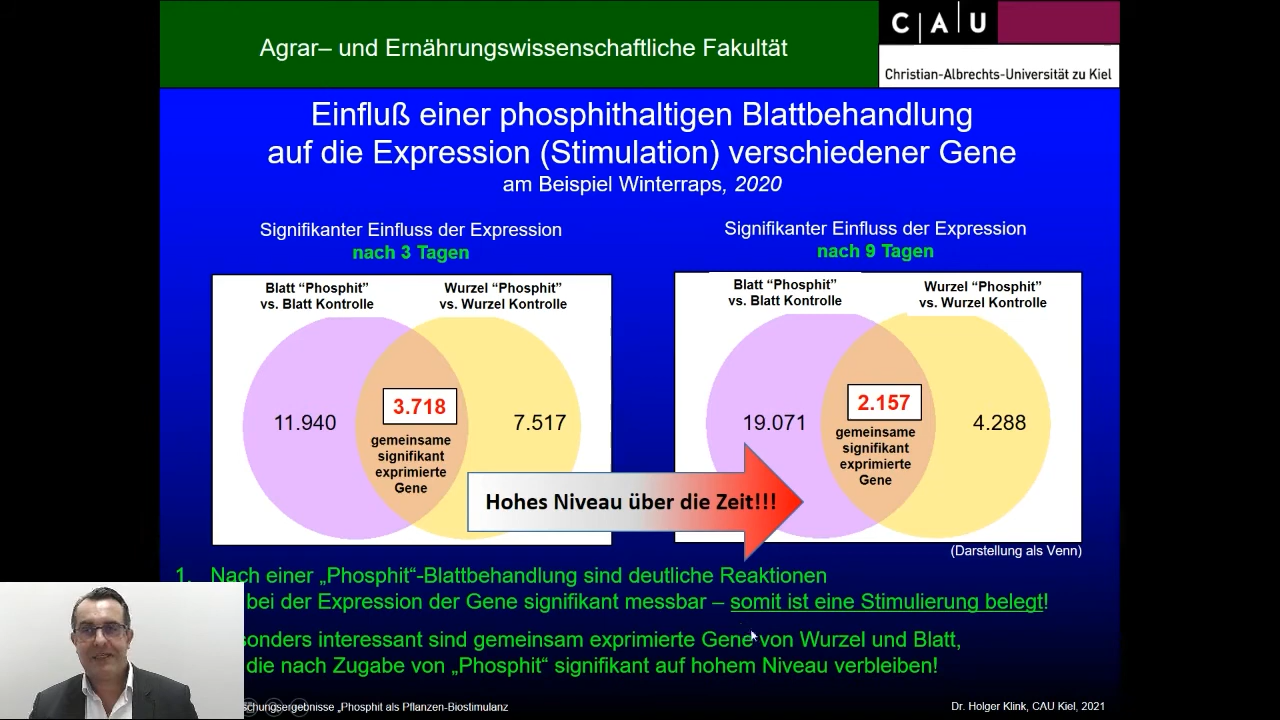 Agrar– und Ernährungswissenschaftliche Fakultät
C A U
Christian-Albrechts-Universität zu Kiel
Einfluß einer phosphithaltigen Blattbehandlung
auf die Expression (Stimulation) verschiedener Gene
am Beispiel Winterraps, 2020
Signifikanter Einfluss der Expression
nach 3 Tagen
Blatt “Phosphit”
vs. Blatt Kontrolle
Wurzel “Phosphit”
vs. Wurzel Kontrolle
11.940
3.718
gemeinsame
signifikant
exprimierte
Gene
7.517
Signifikanter Einfluss der Expression
nach 9 Tagen
Blatt “Phosphit”
vs. Blatt Kontrolle
Wurzel “Phosphit”
vs. Wurzel Kontrolle
19.071
2.157
gemeinsame
signifikant
exprimierte
Gene
4.288
Hohes Niveau über die Zeit!!!
(Darstellung als Venn)
1. Nach einer „Phosphit“-Blattbehandlung sind deutliche Reaktionen
bei der Expression der Gene signifikant messbar – somit ist eine Stimulierung belegt!
sonders interessant sind gemeinsam exprimierte Gene von Wurzel und Blatt,
die nach Zugabe von „Phosphit“ signifikant auf hohem Niveau verbleiben!
schungsergebnisse „Phosphit als Pflanzen-Biostimulanz
Dr. Holger Klink, CAU Kiel, 2021